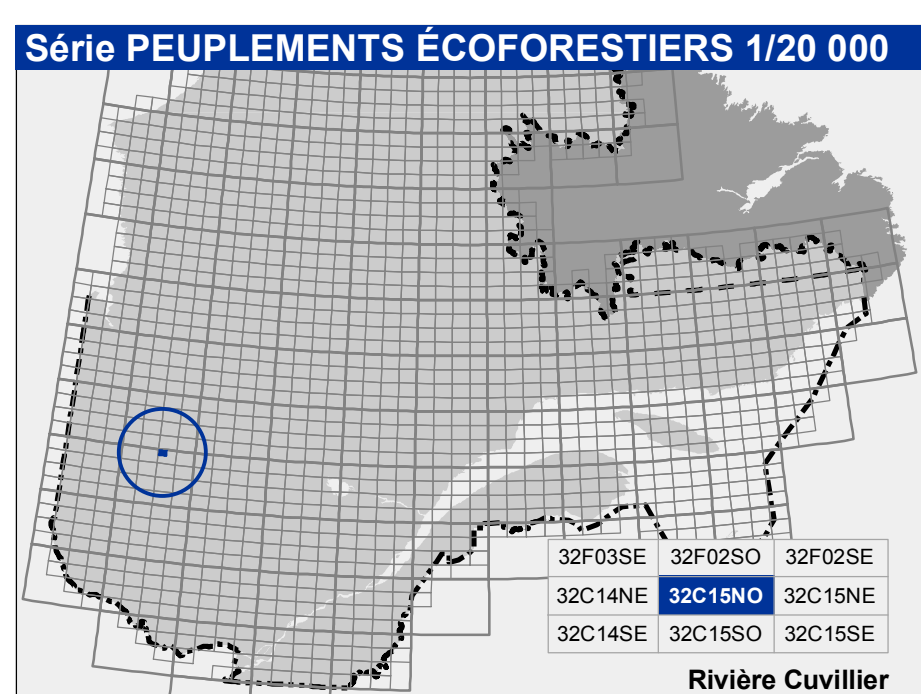 Série PEUPLEMENTS ÉCOFORESTIERS 1/20 000
32F03SE 32F02SO 32F02SE
32C14NE 32C15NO 32C15NE
32C14SE 32C15SO 32C15SE
Rivière Cuvillier